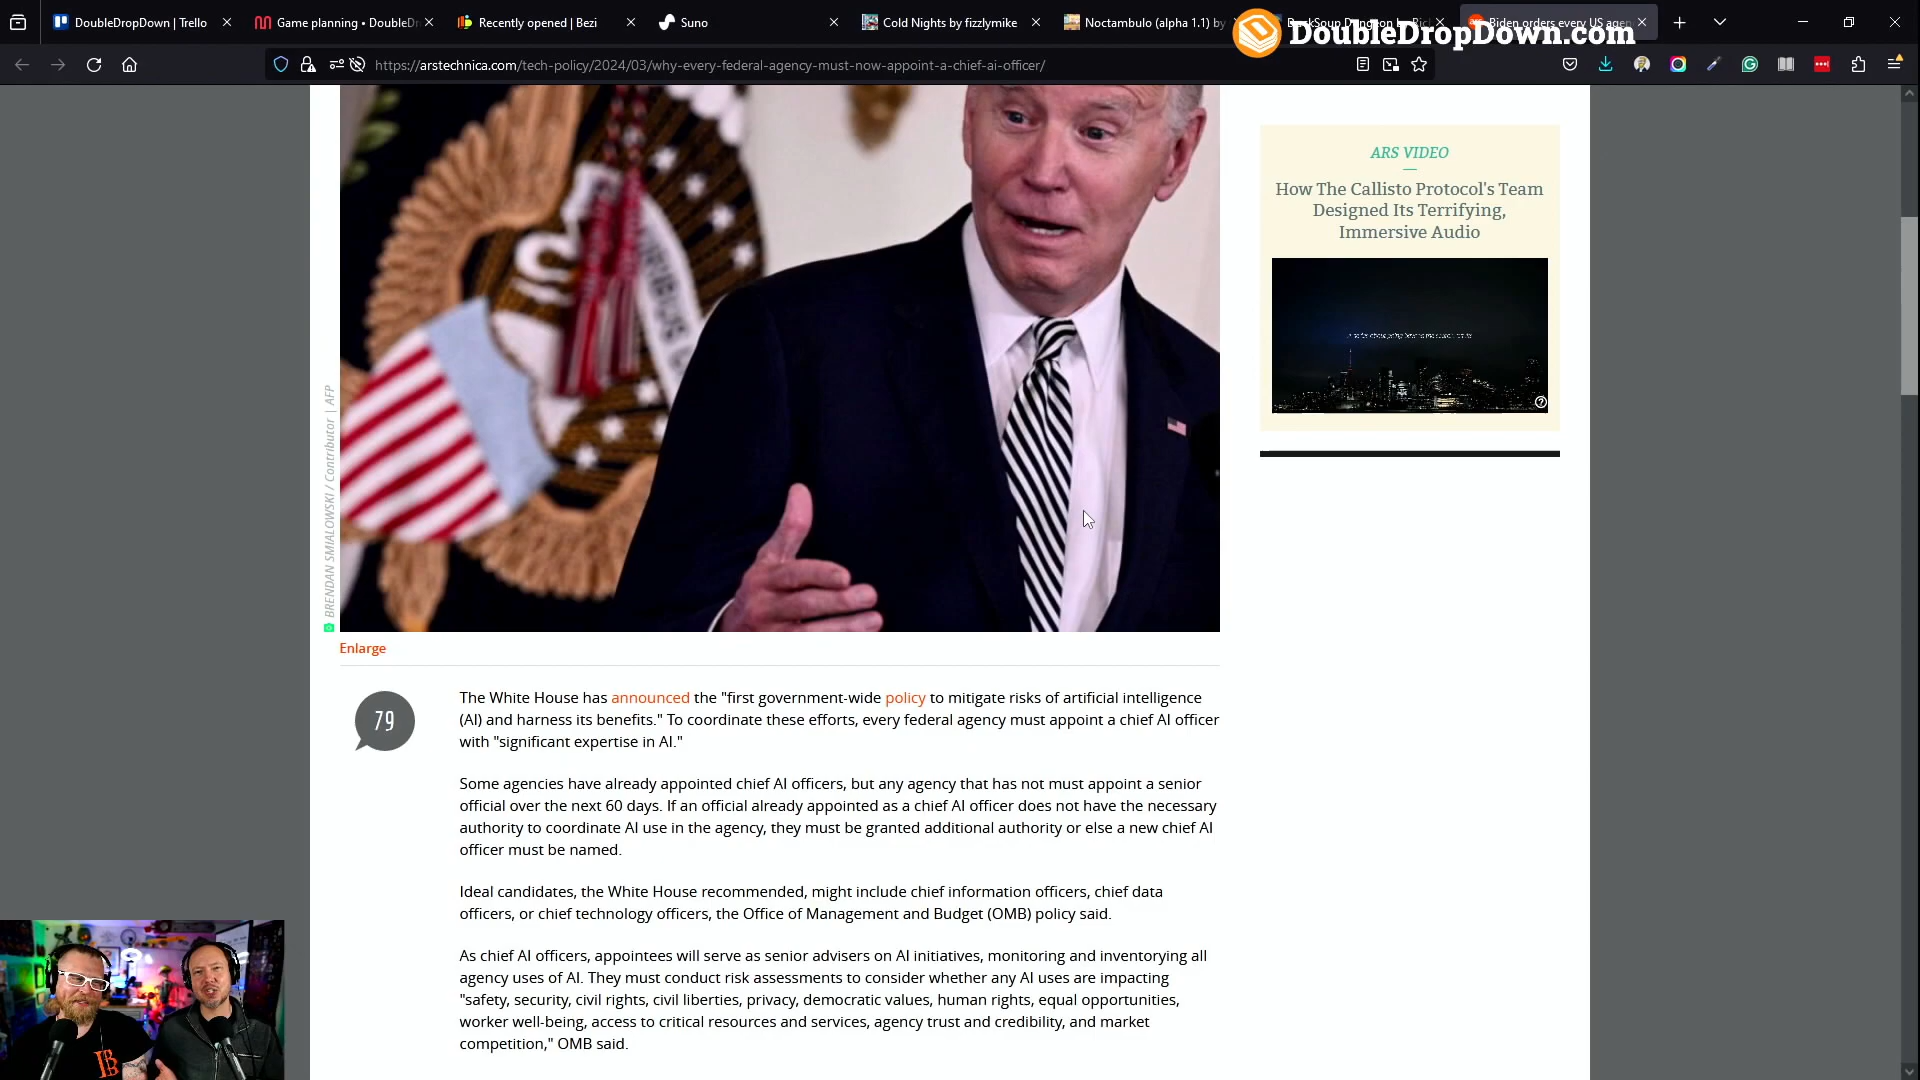 DoubleDropDown | Trello
Game planning • DoubleDr
Recently opened | Bezi
Suno
Cold Nights by fizzlymike
Noctambulo (alpha 1.1) by
Biden orders every US agen
DoubleDropDown.com
https://arstechnica.com/tech-policy/2024/03/why-every-federal-agency-must-now-appoint-a-chief-ai-officer/
ARS VIDEO
How The Callisto Protocol's Team
Designed Its Terrifying,
Immersive Audio
BRENDAN SMIALOWSKI / Contributor | AFP
Enlarge
79
The White House has announced the "first government-wide policy to mitigate risks of artificial intelligence
(AI) and harness its benefits." To coordinate these efforts, every federal agency must appoint a chief AI officer
with "significant expertise in AI."
Some agencies have already appointed chief AI officers, but any agency that has not must appoint a senior
official over the next 60 days. If an official already appointed as a chief AI officer does not have the necessary
authority to coordinate AI use in the agency, they must be granted additional authority or else a new chief AI
officer must be named.
Ideal candidates, the White House recommended, might include chief information officers, chief data
officers, or chief technology officers, the Office of Management and Budget (OMB) policy said.
As chief AI officers, appointees will serve as senior advisers on AI initiatives, monitoring and inventorying all
agency uses of AI. They must conduct risk assessments to consider whether any AI uses are impacting
"safety, security, civil rights, civil liberties, privacy, democratic values, human rights, equal opportunities,
worker well-being, access to critical resources and services, agency trust and credibility, and market
competition," OMB said.